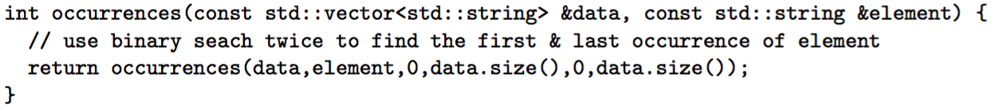 int occurrences(const std::vector<std::string> &data, const std::string &element) {
  // use binary seach twice to find the first & last occurrence of element
  return occurrences(data,element,0,data.size(),0,data.size());
}